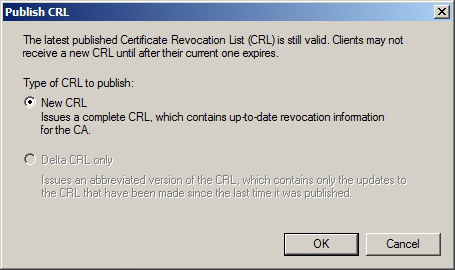 Publish CRL
The latest published Certificate Revocation List (CRL) is still valid. Clients may not
receive a new CRL until after their current one expires.
Type of CRL to publish:
New CRL
Issues a complete CRL, which contains up-to-date revocation information
for the CA.
Delta CRL only
Issues an abbreviated version of the CRL, which contains only the updates to
the CRL that have been made since the last time it was published.
OK
Cancel